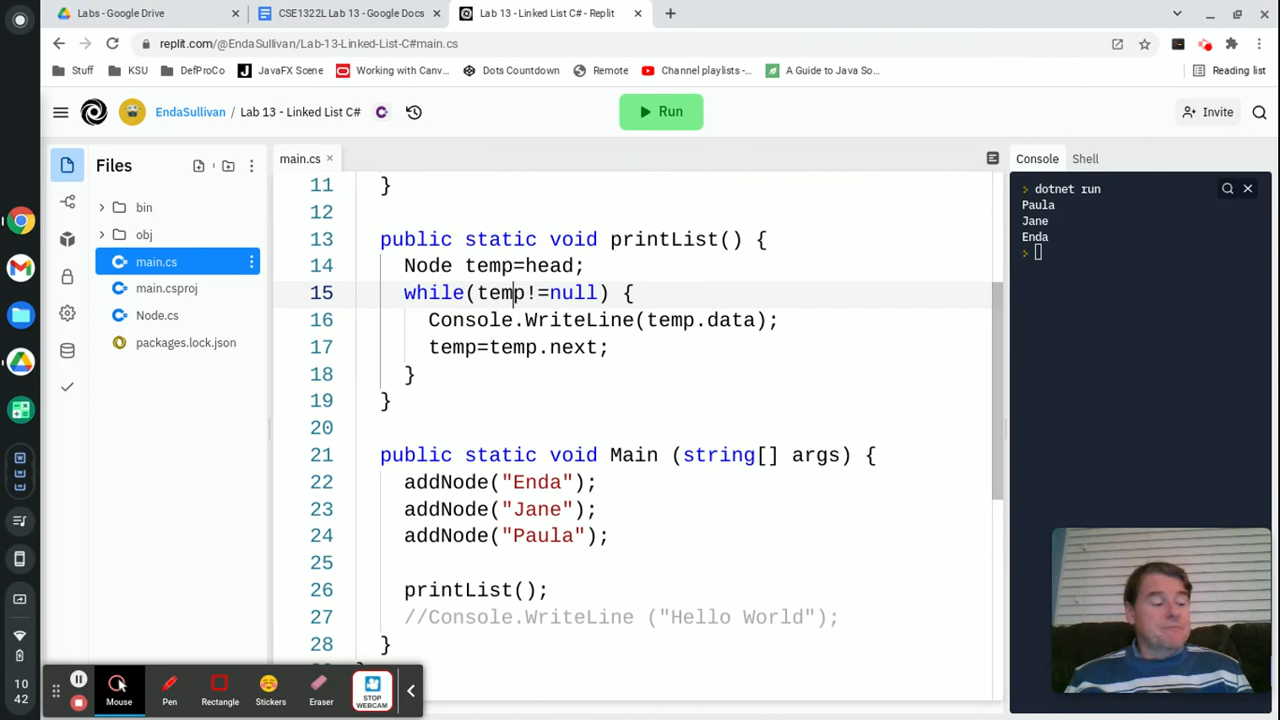 Labs - Google Drive
CSE1322L Lab 13 - Google Docs
Lab 13 - Linked List C# - Replit
replit.com/@EndaSullivan/Lab-13-Linked-List-C#main.cs
Stuff
KSU
DefProCo
JavaFX Scene
Working with Canv...
Dots Countdown
Remote
Channel playlists -...
A Guide to Java So...
Reading list
EndaSullivan / Lab 13 - Linked List C#
Run
Invite
Files
bin
obj
main.cs
main.csproj
Node.cs
packages.lock.json
main.cs
11 }
12
13 public static void printList() {
14 Node temp=head;
15 while(temp!=null) {
16 Console.WriteLine(temp.data);
17 temp=temp.next;
18 }
19 }
20
21 public static void Main (string[] args) {
22 addNode("Enda");
23 addNode("Jane");
24 addNode("Paula");
25
26 printList();
27 //Console.WriteLine ("Hello World");
28 }
Console
Shell
> dotnet run
Paula
Jane
Enda
>
10
42
Mouse
Pen
Rectangle
Stickers
Eraser
STOP
WEBCAM